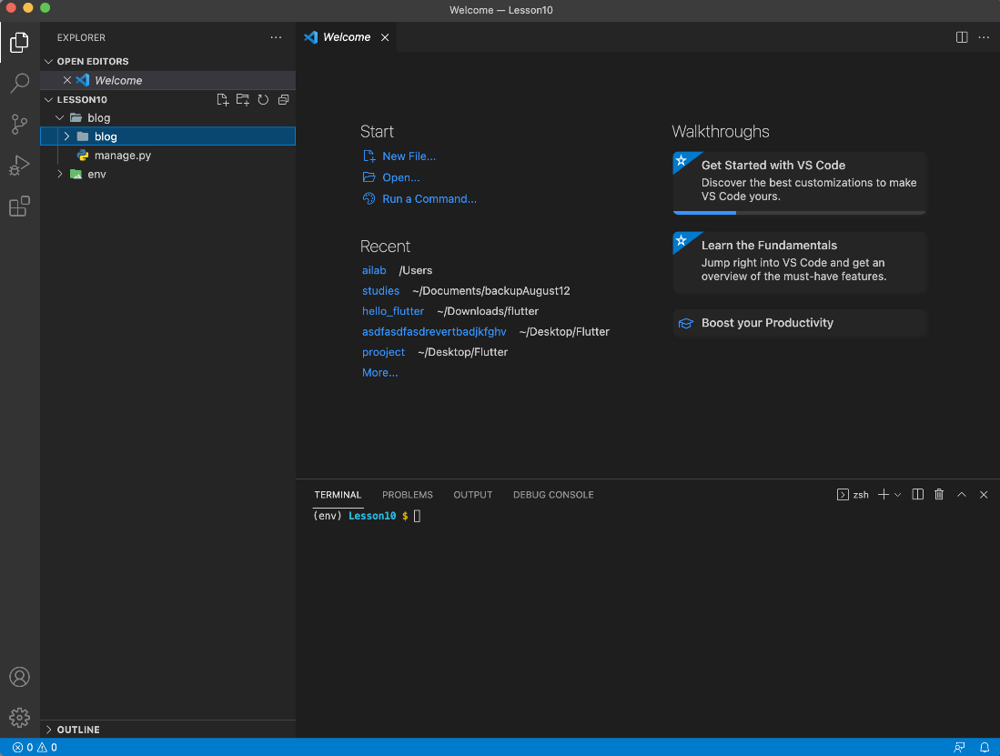 Welcome — Lesson10
EXPLORER
OPEN EDITORS
Welcome
LESSON10
blog
blog
manage.py
env
OUTLINE
Welcome
Start
New File...
Open...
Run a Command...
Recent
ailab /Users
studies ~/Documents/backupAugust12
hello_flutter ~/Downloads/flutter
asdfasdfasdrevertbadjkfghv ~/Desktop/Flutter
prooject ~/Desktop/Flutter
More...
Walkthroughs
Get Started with VS Code
Discover the best customizations to make
VS Code yours.
Learn the Fundamentals
Jump right into VS Code and get an
overview of the must-have features.
Boost your Productivity
TERMINAL PROBLEMS OUTPUT DEBUG CONSOLE zsh
(env) Lesson10 $
0 0